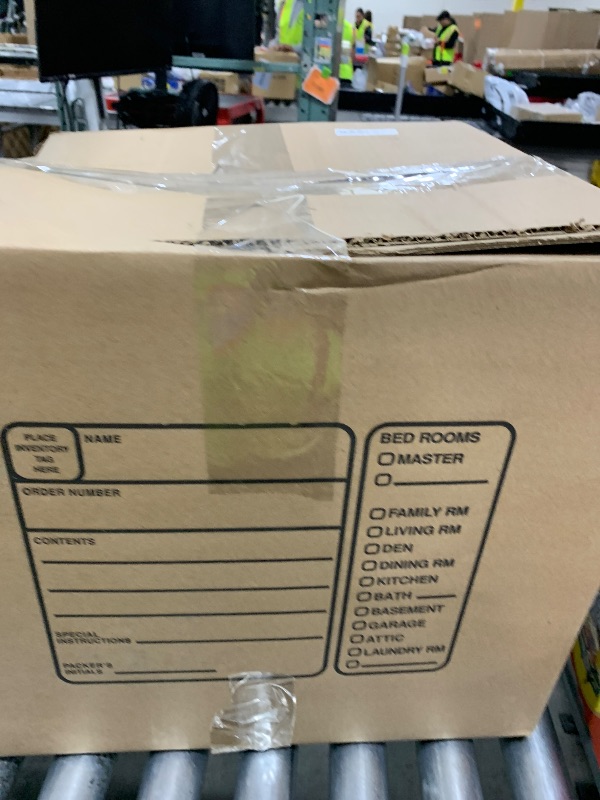 PLACE
INVENTORY
TAG
HERE
NAME
ORDER NUMBER
CONTENTS
SPECIAL
INSTRUCTIONS
PACKER'S
INITIALS
BED ROOMS
MASTER
FAMILY RM
LIVING RM
DEN
DINING RM
KITCHEN
BATH
BASEMENT
GARAGE
ATTIC
LAUNDRY RM